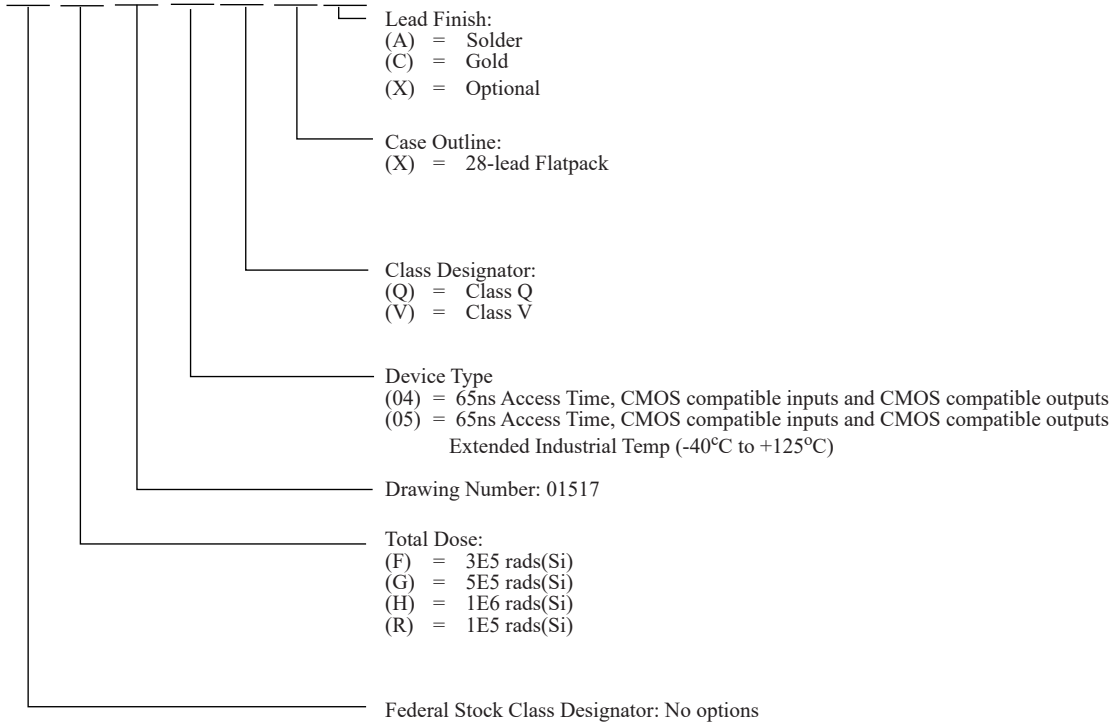 Lead Finish:
(A) = Solder
(C) = Gold
(X) = Optional
Case Outline:
(X) = 28-lead Flatpack
Class Designator:
(Q) = Class Q
(V) = Class V
Device Type
(04) = 65ns Access Time, CMOS compatible inputs and CMOS compatible outputs
(05) = 65ns Access Time, CMOS compatible inputs and CMOS compatible outputs
Extended Industrial Temp (-40°C to +125°C)
Drawing Number: 01517
Total Dose:
(F) = 3E5 rads(Si)
(G) = 5E5 rads(Si)
(H) = 1E6 rads(Si)
(R) = 1E5 rads(Si)
Federal Stock Class Designator: No options